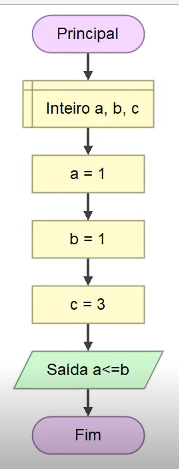 Principal
Inteiro a, b, c
a = 1
b = 1
c = 3
Saída a<=b
Fim